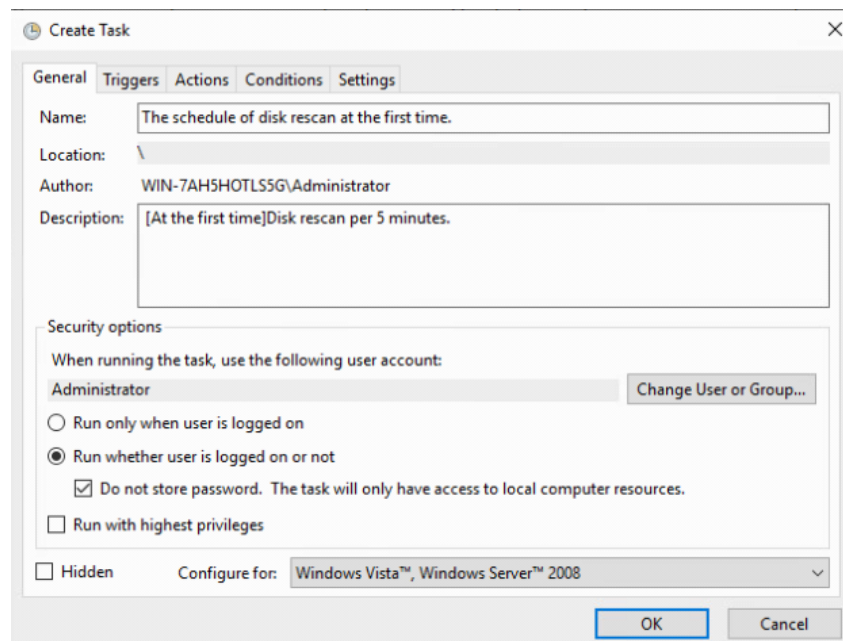 Create Task
General Triggers Actions Conditions Settings
Name: The schedule of disk rescan at the first time.
Location: \
Author: WIN-7AH5HOTLS5G\Administrator
Description: [At the first time]Disk rescan per 5 minutes.
Security options
When running the task, use the following user account:
Administrator Change User or Group...
Run only when user is logged on
Run whether user is logged on or not
Do not store password. The task will only have access to local computer resources.
Run with highest privileges
Hidden Configure for: Windows Vista™, Windows Server™ 2008
OK Cancel